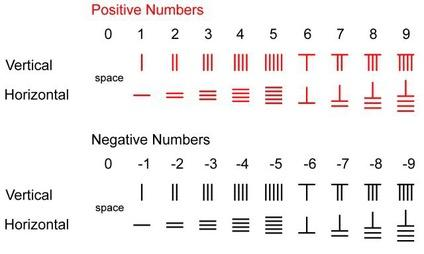 Positive Numbers
0 1 2 3 4 5 6 7 8 9
Vertical
space
Horizontal
Negative Numbers
0 -1 -2 -3 -4 -5 -6 -7 -8 -9
Vertical
space
Horizontal